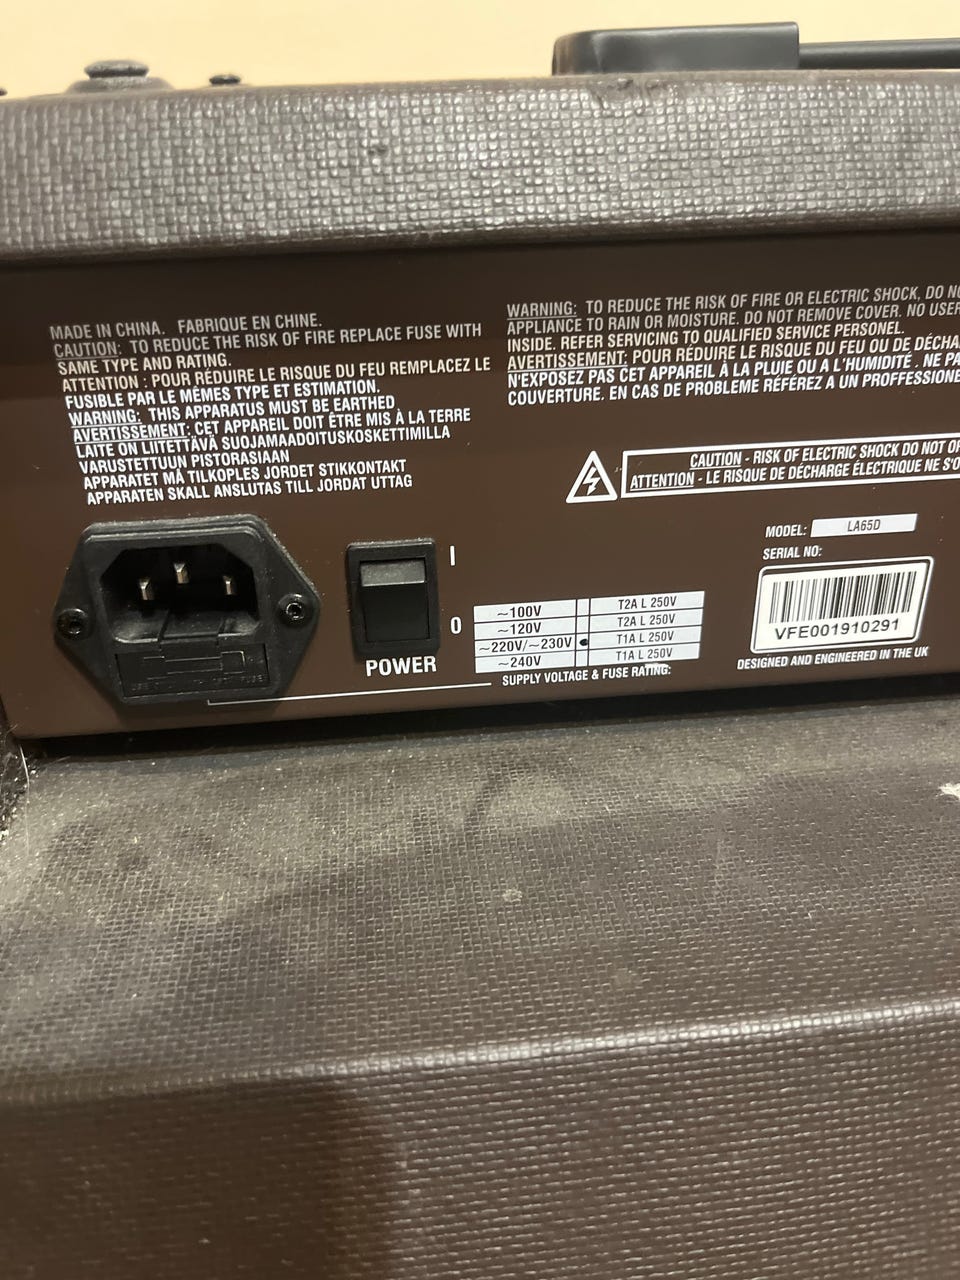 MADE IN CHINA. FABRIQUE EN CHINE.
CAUTION: TO REDUCE THE RISK OF FIRE REPLACE FUSE WITH
SAME TYPE AND RATING.
ATTENTION : POUR RÉDUIRE LE RISQUE DU FEU REMPLACEZ LE
FUSIBLE PAR LE MÊMES TYPE ET ESTIMATION.
WARNING: THIS APPARATUS MUST BE EARTHED
AVERTISSEMENT: CET APPAREIL DOIT ÊTRE MIS À LA TERRE
LAITE ON LIITETTÄVÄ SUOJAMAADOITUSKOSKETTIMILLA
VARUSTETTUUN PISTORASIAAN
APPARATET MÅ TILKOPLES JORDET STIKKONTAKT
APPARATEN SKALL ANSLUTAS TILL JORDAT UTTAG
WARNING: TO REDUCE THE RISK OF FIRE OR ELECTRIC SHOCK, DO NO
APPLIANCE TO RAIN OR MOISTURE. DO NOT REMOVE COVER. NO USER
INSIDE. REFER SERVICING TO QUALIFIED SERVICE PERSONEL.
AVERTISSEMENT: POUR RÉDUIRE LE RISQUE DU FEU OU DE DÉCHA
N'EXPOSEZ PAS CET APPAREIL À LA PLUIE OU A L'HUMIDITÉ . NE PA
COUVERTURE. EN CAS DE PROBLEME RÉFÉREZ A UN PROFFESSIONE
CAUTION - RISK OF ELECTRIC SHOCK DO NOT OP
ATTENTION - LE RISQUE DE DÉCHARGE ÉLECTRIQUE NE S'O
MODEL: LA65D
SERIAL NO:
VFE001910291
DESIGNED AND ENGINEERED IN THE UK
I
O
POWER
~100V T2A L 250V
~120V T2A L 250V
~220V/~230V T1A L 250V
~240V T1A L 250V
SUPPLY VOLTAGE & FUSE RATING:
FUSE